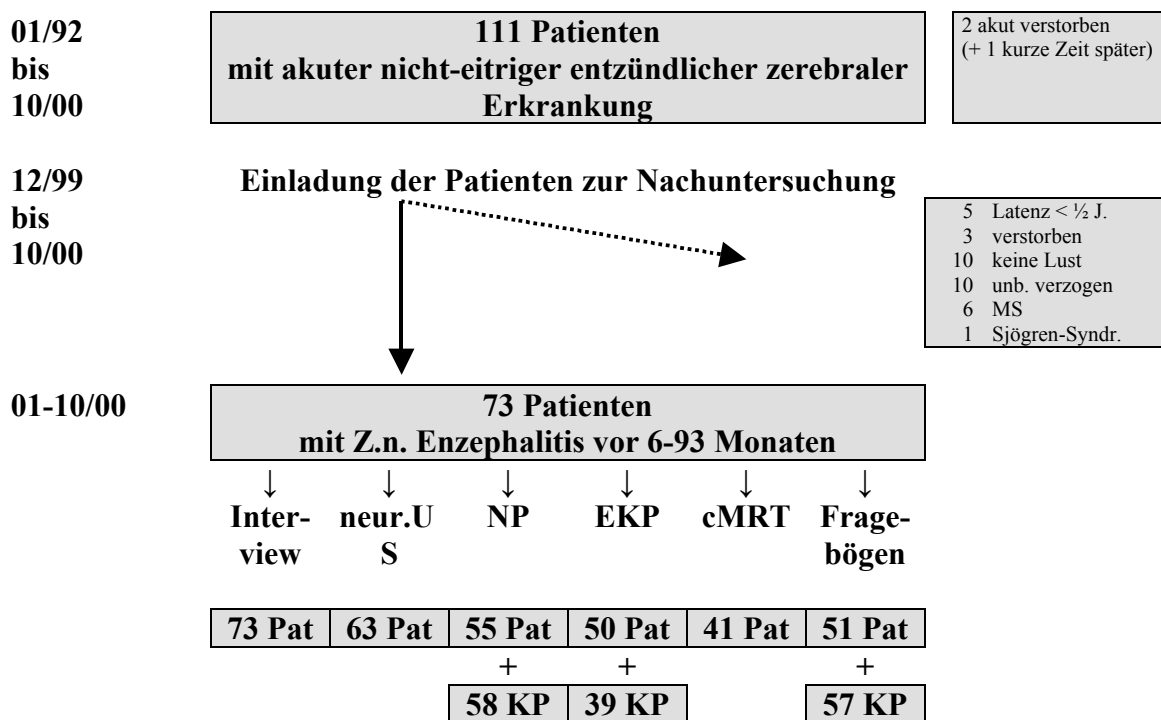 01/92
bis
10/00
111 Patienten
mit akuter nicht-eitriger entzündlicher zerebraler
Erkrankung
2 akut verstorben
(+ 1 kurze Zeit später)
12/99
bis
10/00
Einladung der Patienten zur Nachuntersuchung
5 Latenz < ½ J.
3 verstorben
10 keine Lust
10 unb. verzogen
6 MS
1 Sjögren-Syndr.
01-10/00
73 Patienten
mit Z.n. Enzephalitis vor 6-93 Monaten
↓ ↓ ↓ ↓ ↓ ↓
Inter- neur.U NP EKP cMRT Frage-
view S bögen
73 Pat 63 Pat 55 Pat 50 Pat 41 Pat 51 Pat
+ + +
58 KP 39 KP 57 KP